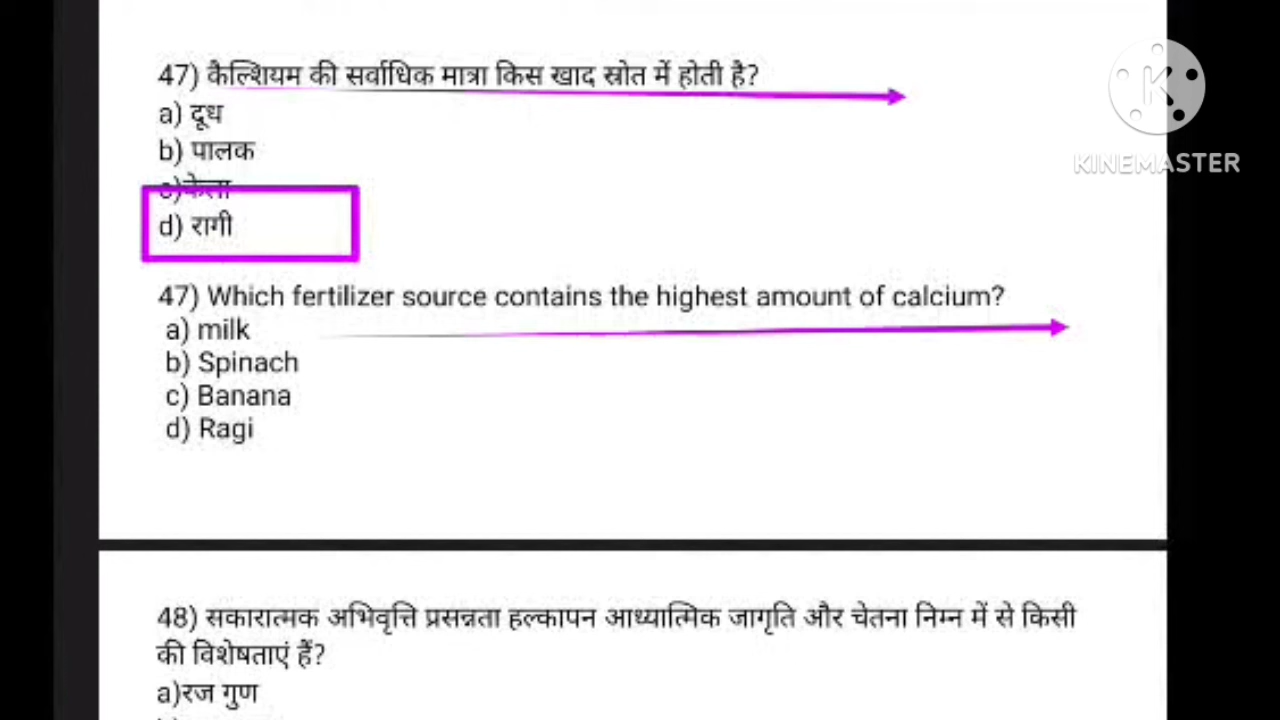 47) कैल्शियम की सर्वाधिक मात्रा किस खाद स्रोत में होती है?
a) दूध
b) पालक
c)केला
d) रागी
KINEMASTER
47) Which fertilizer source contains the highest amount of calcium?
a) milk
b) Spinach
c) Banana
d) Ragi
48) सकारात्मक अभिवृत्ति प्रसन्नता हल्कापन आध्यात्मिक जागृति और चेतना निम्न में से किसी
की विशेषताएं हैं?
a)रज गुण